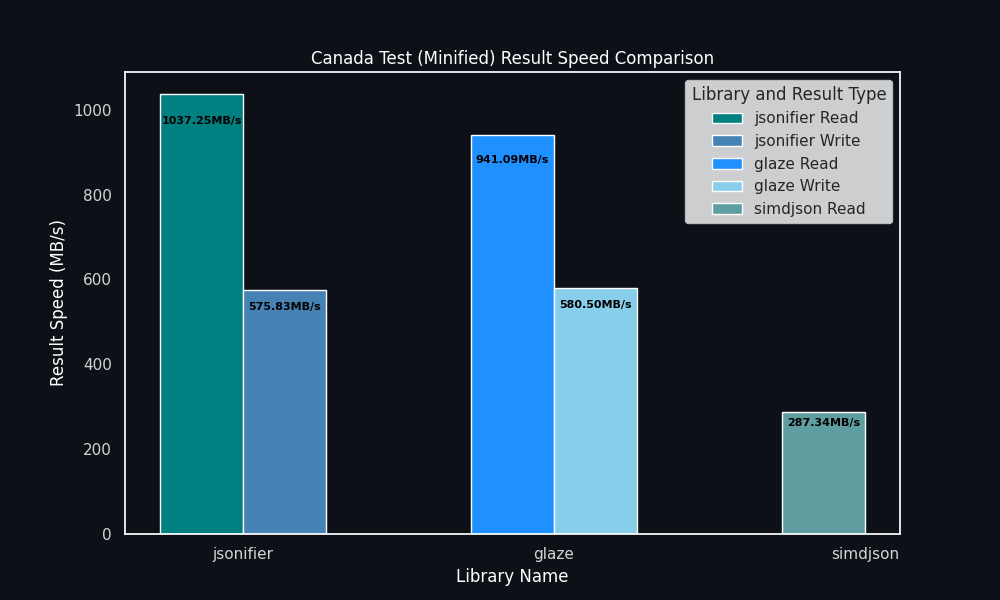 Canada Test (Minified) Result Speed Comparison
Result Speed (MB/s)
1000
800
600
400
200
0
1037.25MB/s
575.83MB/s
941.09MB/s
580.50MB/s
287.34MB/s
Library and Result Type
jsonifier Read
jsonifier Write
glaze Read
glaze Write
simdjson Read
jsonifier
glaze
simdjson
Library Name